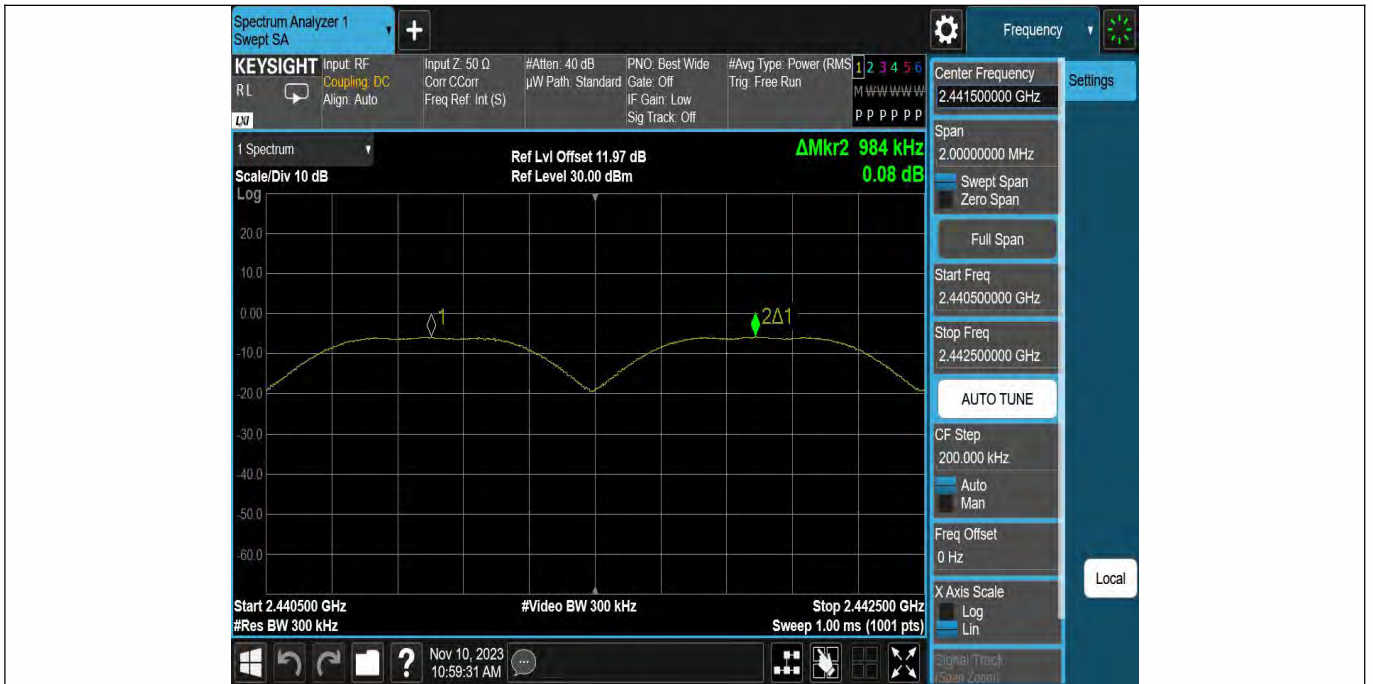 Spectrum Analyzer 1
Swept SA
+
Frequency
KEYSIGHT
RL
LXI
Input: RF
Coupling: DC
Align: Auto
Input Z: 50 Ω
Corr CCorr
Freq Ref: Int (S)
#Atten: 40 dB
µW Path: Standard
PNO: Best Wide
Gate: Off
IF Gain: Low
Sig Track: Off
#Avg Type: Power (RMS
Trig: Free Run
1 2 3 4 5 6
M W W W W W
P P P P P P
1 Spectrum
Scale/Div 10 dB
Log
Ref Lvl Offset 11.97 dB
Ref Level 30.00 dBm
ΔMkr2 984 kHz
0.08 dB
20.0
10.0
0.00
-10.0
-20.0
-30.0
-40.0
-50.0
-60.0
1
2Δ1
Start 2.440500 GHz
#Res BW 300 kHz
#Video BW 300 kHz
Stop 2.442500 GHz
Sweep 1.00 ms (1001 pts)
Center Frequency
2.441500000 GHz
Settings
Span
2.00000000 MHz
Swept Span
Zero Span
Full Span
Start Freq
2.440500000 GHz
Stop Freq
2.442500000 GHz
AUTO TUNE
CF Step
200.000 kHz
Auto
Man
Freq Offset
0 Hz
X Axis Scale
Log
Lin
Signal Track
(Span Zoom)
Local
?
Nov 10, 2023
10:59:31 AM